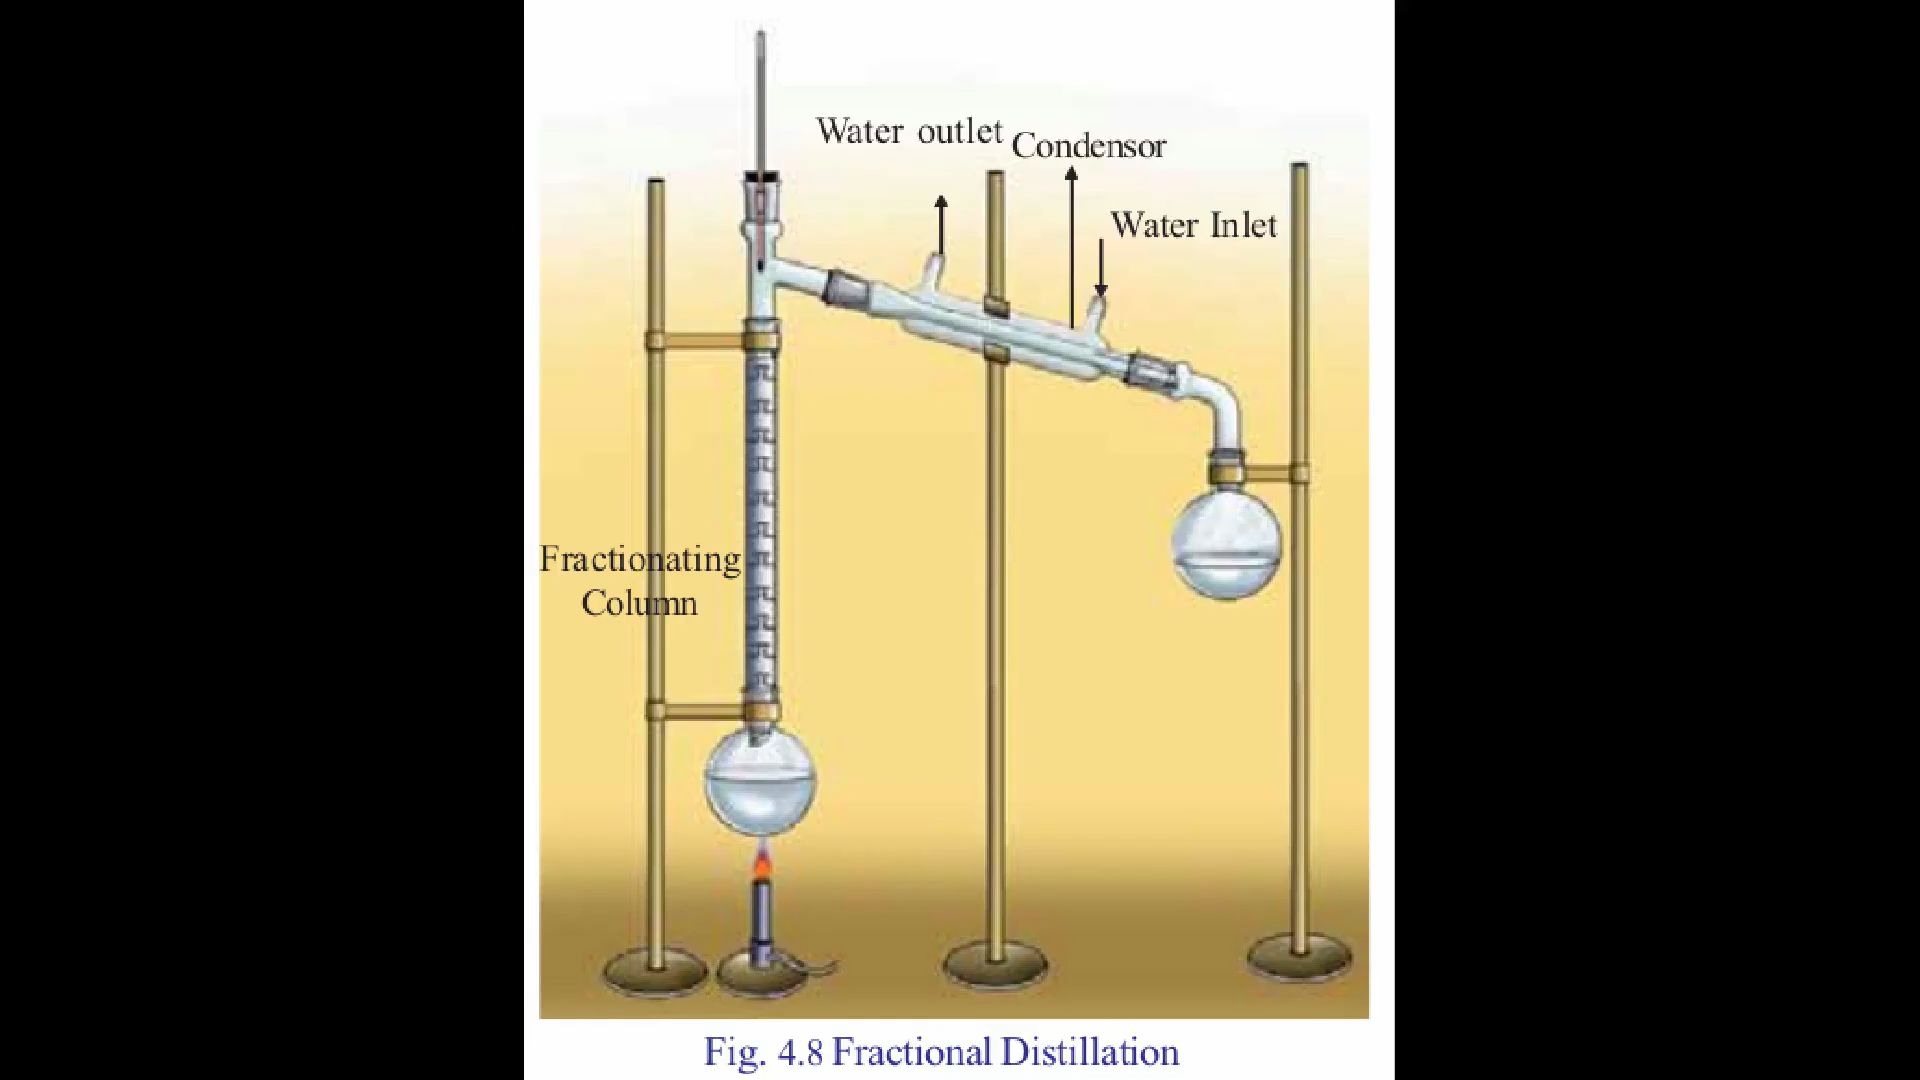 Water outlet
Condensor
Water Inlet
Fractionating
Column
Fig. 4.8 Fractional Distillation